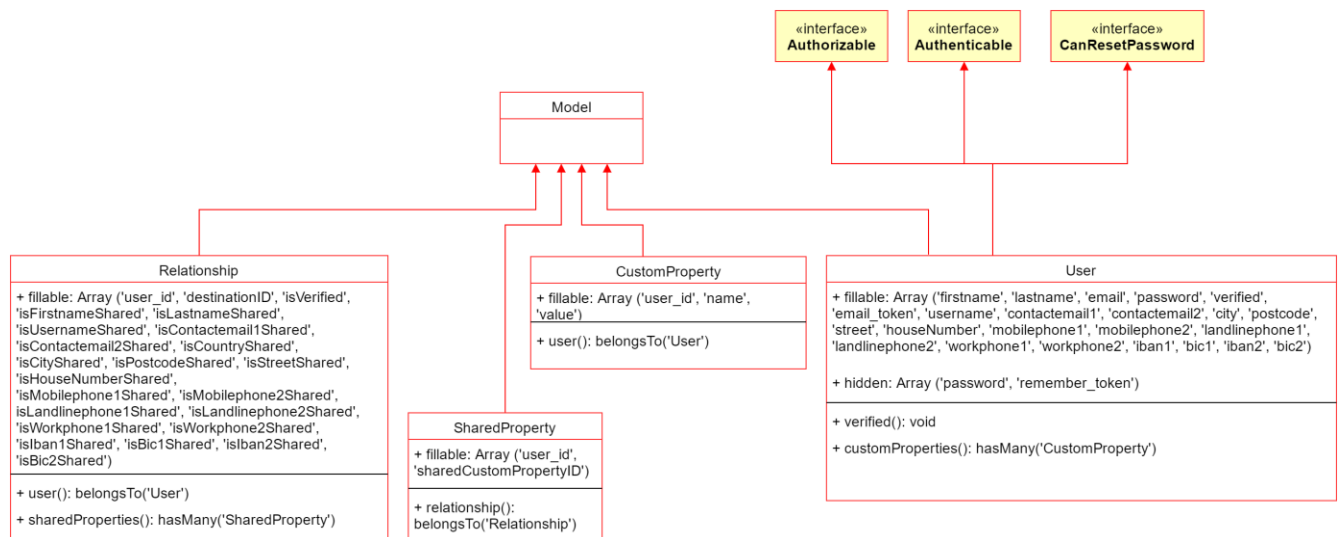 «interface»
Authorizable
«interface»
Authenticable
«interface»
CanResetPassword
Model
Relationship
+ fillable: Array ('user_id', 'destinationID', 'isVerified',
'isFirstnameShared', 'isLastnameShared',
'isUsernameShared', 'isContactemail1Shared',
'isContactemail2Shared', 'isCountryShared',
'isCityShared', 'isPostcodeShared', 'isStreetShared',
'isHouseNumberShared',
'isMobilephone1Shared', 'isMobilephone2Shared',
isLandlinephone1Shared', 'isLandlinephone2Shared',
'isWorkphone1Shared', 'isWorkphone2Shared',
'isIban1Shared', 'isBic1Shared', 'isIban2Shared',
'isBic2Shared')
+ user(): belongsTo('User')
+ sharedProperties(): hasMany('SharedProperty')
SharedProperty
+ fillable: Array ('user_id',
'sharedCustomPropertyID')
+ relationship():
belongsTo('Relationship')
CustomProperty
+ fillable: Array ('user_id', 'name',
'value')
+ user(): belongsTo('User')
User
+ fillable: Array ('firstname', 'lastname', 'email', 'password', 'verified',
'email_token', 'username', 'contactemail1', 'contactemail2', 'city', 'postcode',
'street', 'houseNumber', 'mobilephone1', 'mobilephone2', 'landlinephone1',
'landlinephone2', 'workphone1', 'workphone2', 'iban1', 'bic1', 'iban2', 'bic2')
+ hidden: Array ('password', 'remember_token')
+ verified(): void
+ customProperties(): hasMany('CustomProperty')